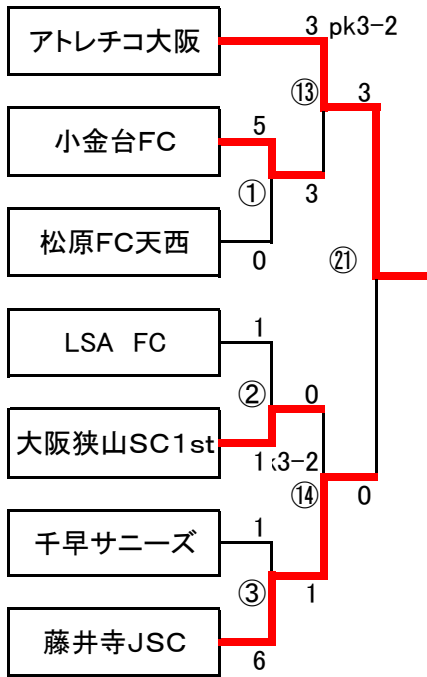 3 pk3-2
アトレチコ大阪
⑬ 3
5
小金台FC
① 3
松原FC天西
0
㉑
1
LSA FC
② 0
大阪狭山SC1st
1 k3-2
⑭ 0
1
千早サニーズ
③ 1
藤井寺JSC
6